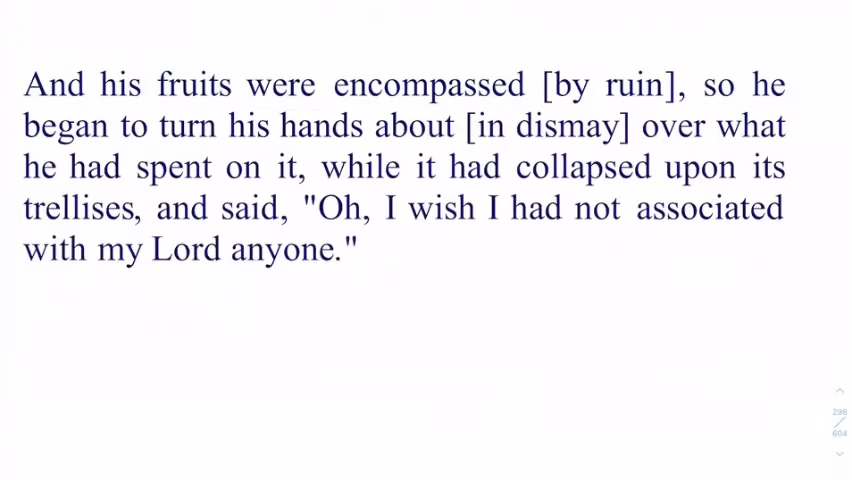 And his fruits were encompassed [by ruin], so he
began to turn his hands about [in dismay] over what
he had spent on it, while it had collapsed upon its
trellises, and said, "Oh, I wish I had not associated
with my Lord anyone."
298
/
604